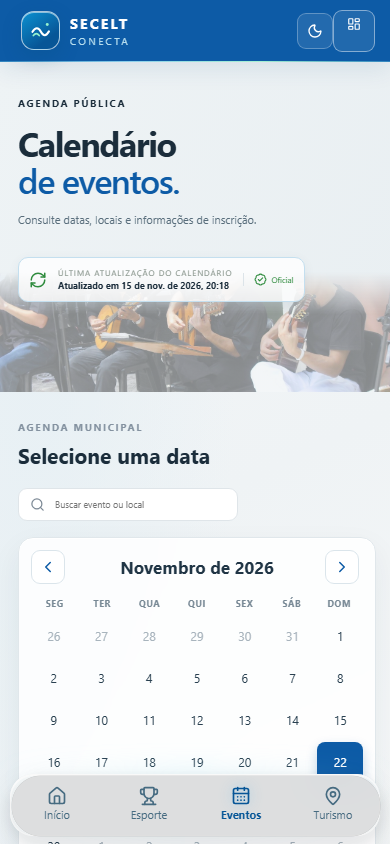 SECELT
CONECTA
AGENDA PÚBLICA
Calendário
de eventos.
Consulte datas, locais e informações de inscrição.
ÚLTIMA ATUALIZAÇÃO DO CALENDÁRIO
Atualizado em 15 de nov. de 2026, 20:18
Oficial
AGENDA MUNICIPAL
Selecione uma data
Buscar evento ou local
Novembro de 2026
SEG TER QUA QUI SEX SÁB DOM
26 27 28 29 30 31 1
2 3 4 5 6 7 8
9 10 11 12 13 14 15
16 17 18 19 20 21 22
Início Esporte Eventos Turismo